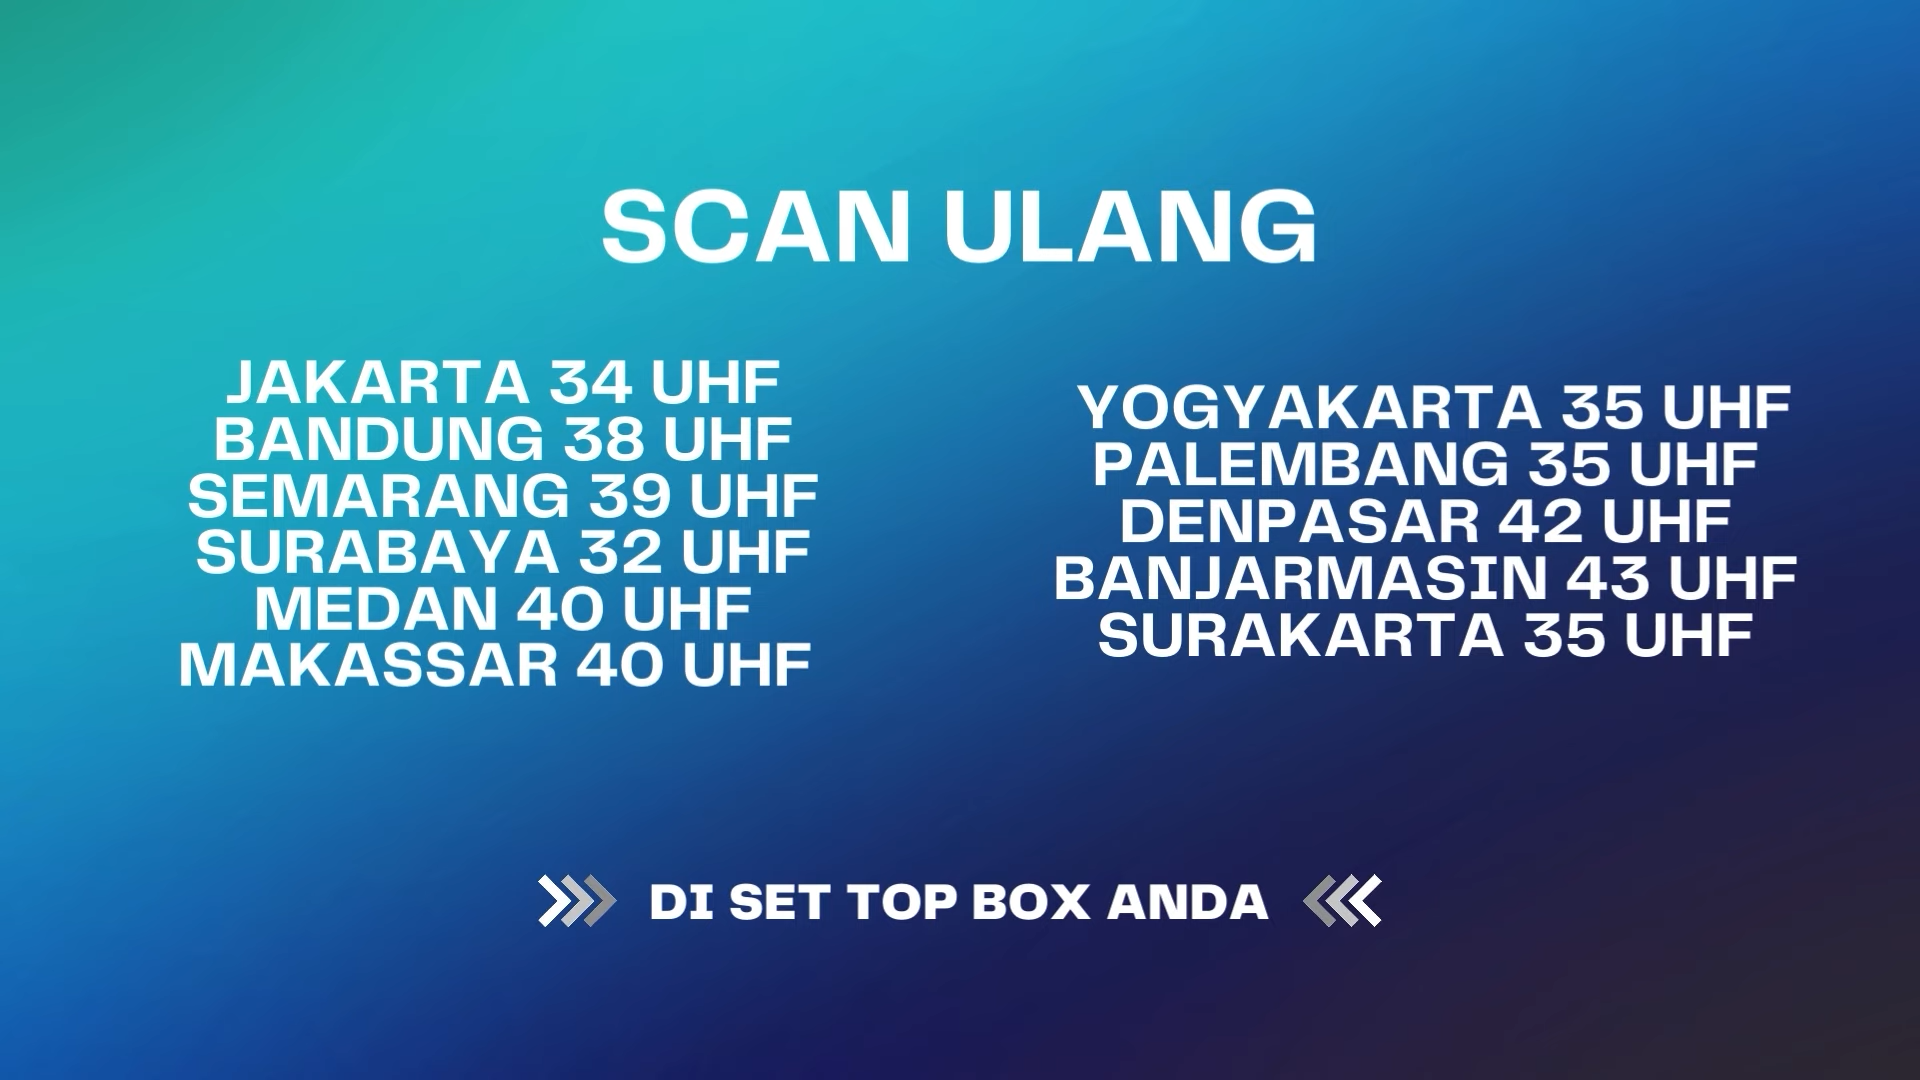 SCAN ULANG
JAKARTA 34 UHF
BANDUNG 38 UHF
SEMARANG 39 UHF
SURABAYA 32 UHF
MEDAN 40 UHF
MAKASSAR 40 UHF
YOGYAKARTA 35 UHF
PALEMBANG 35 UHF
DENPASAR 42 UHF
BANJARMASIN 43 UHF
SURAKARTA 35 UHF
DI SET TOP BOX ANDA